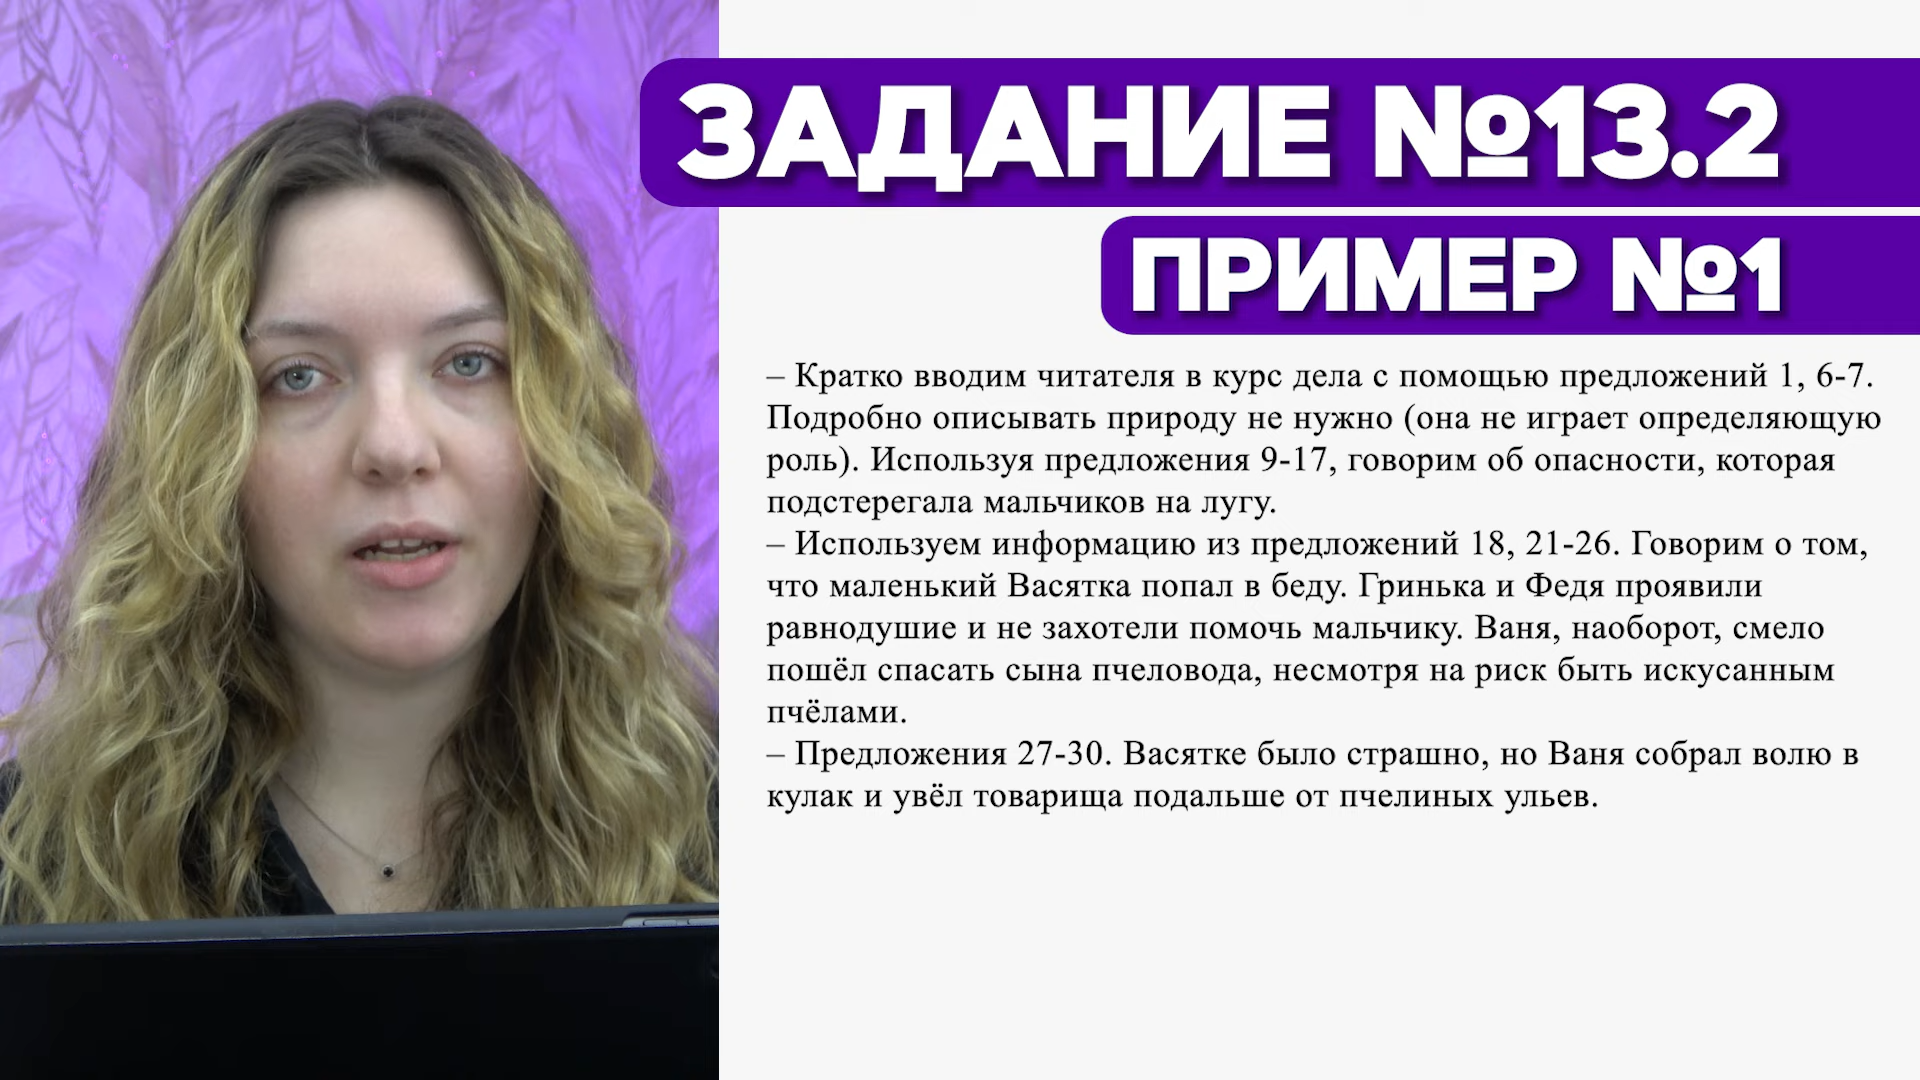 ЗАДАНИЕ №13.2
ПРИМЕР №1
– Кратко вводим читателя в курс дела с помощью предложений 1, 6-7.
Подробно описывать природу не нужно (она не играет определяющую
роль). Используя предложения 9-17, говорим об опасности, которая
подстерегала мальчиков на лугу.
– Используем информацию из предложений 18, 21-26. Говорим о том,
что маленький Васятка попал в беду. Гринька и Федя проявили
равнодушие и не захотели помочь мальчику. Ваня, наоборот, смело
пошёл спасать сына пчеловода, несмотря на риск быть искусанным
пчёлами.
– Предложения 27-30. Васятке было страшно, но Ваня собрал волю в
кулак и увёл товарища подальше от пчелиных ульев.